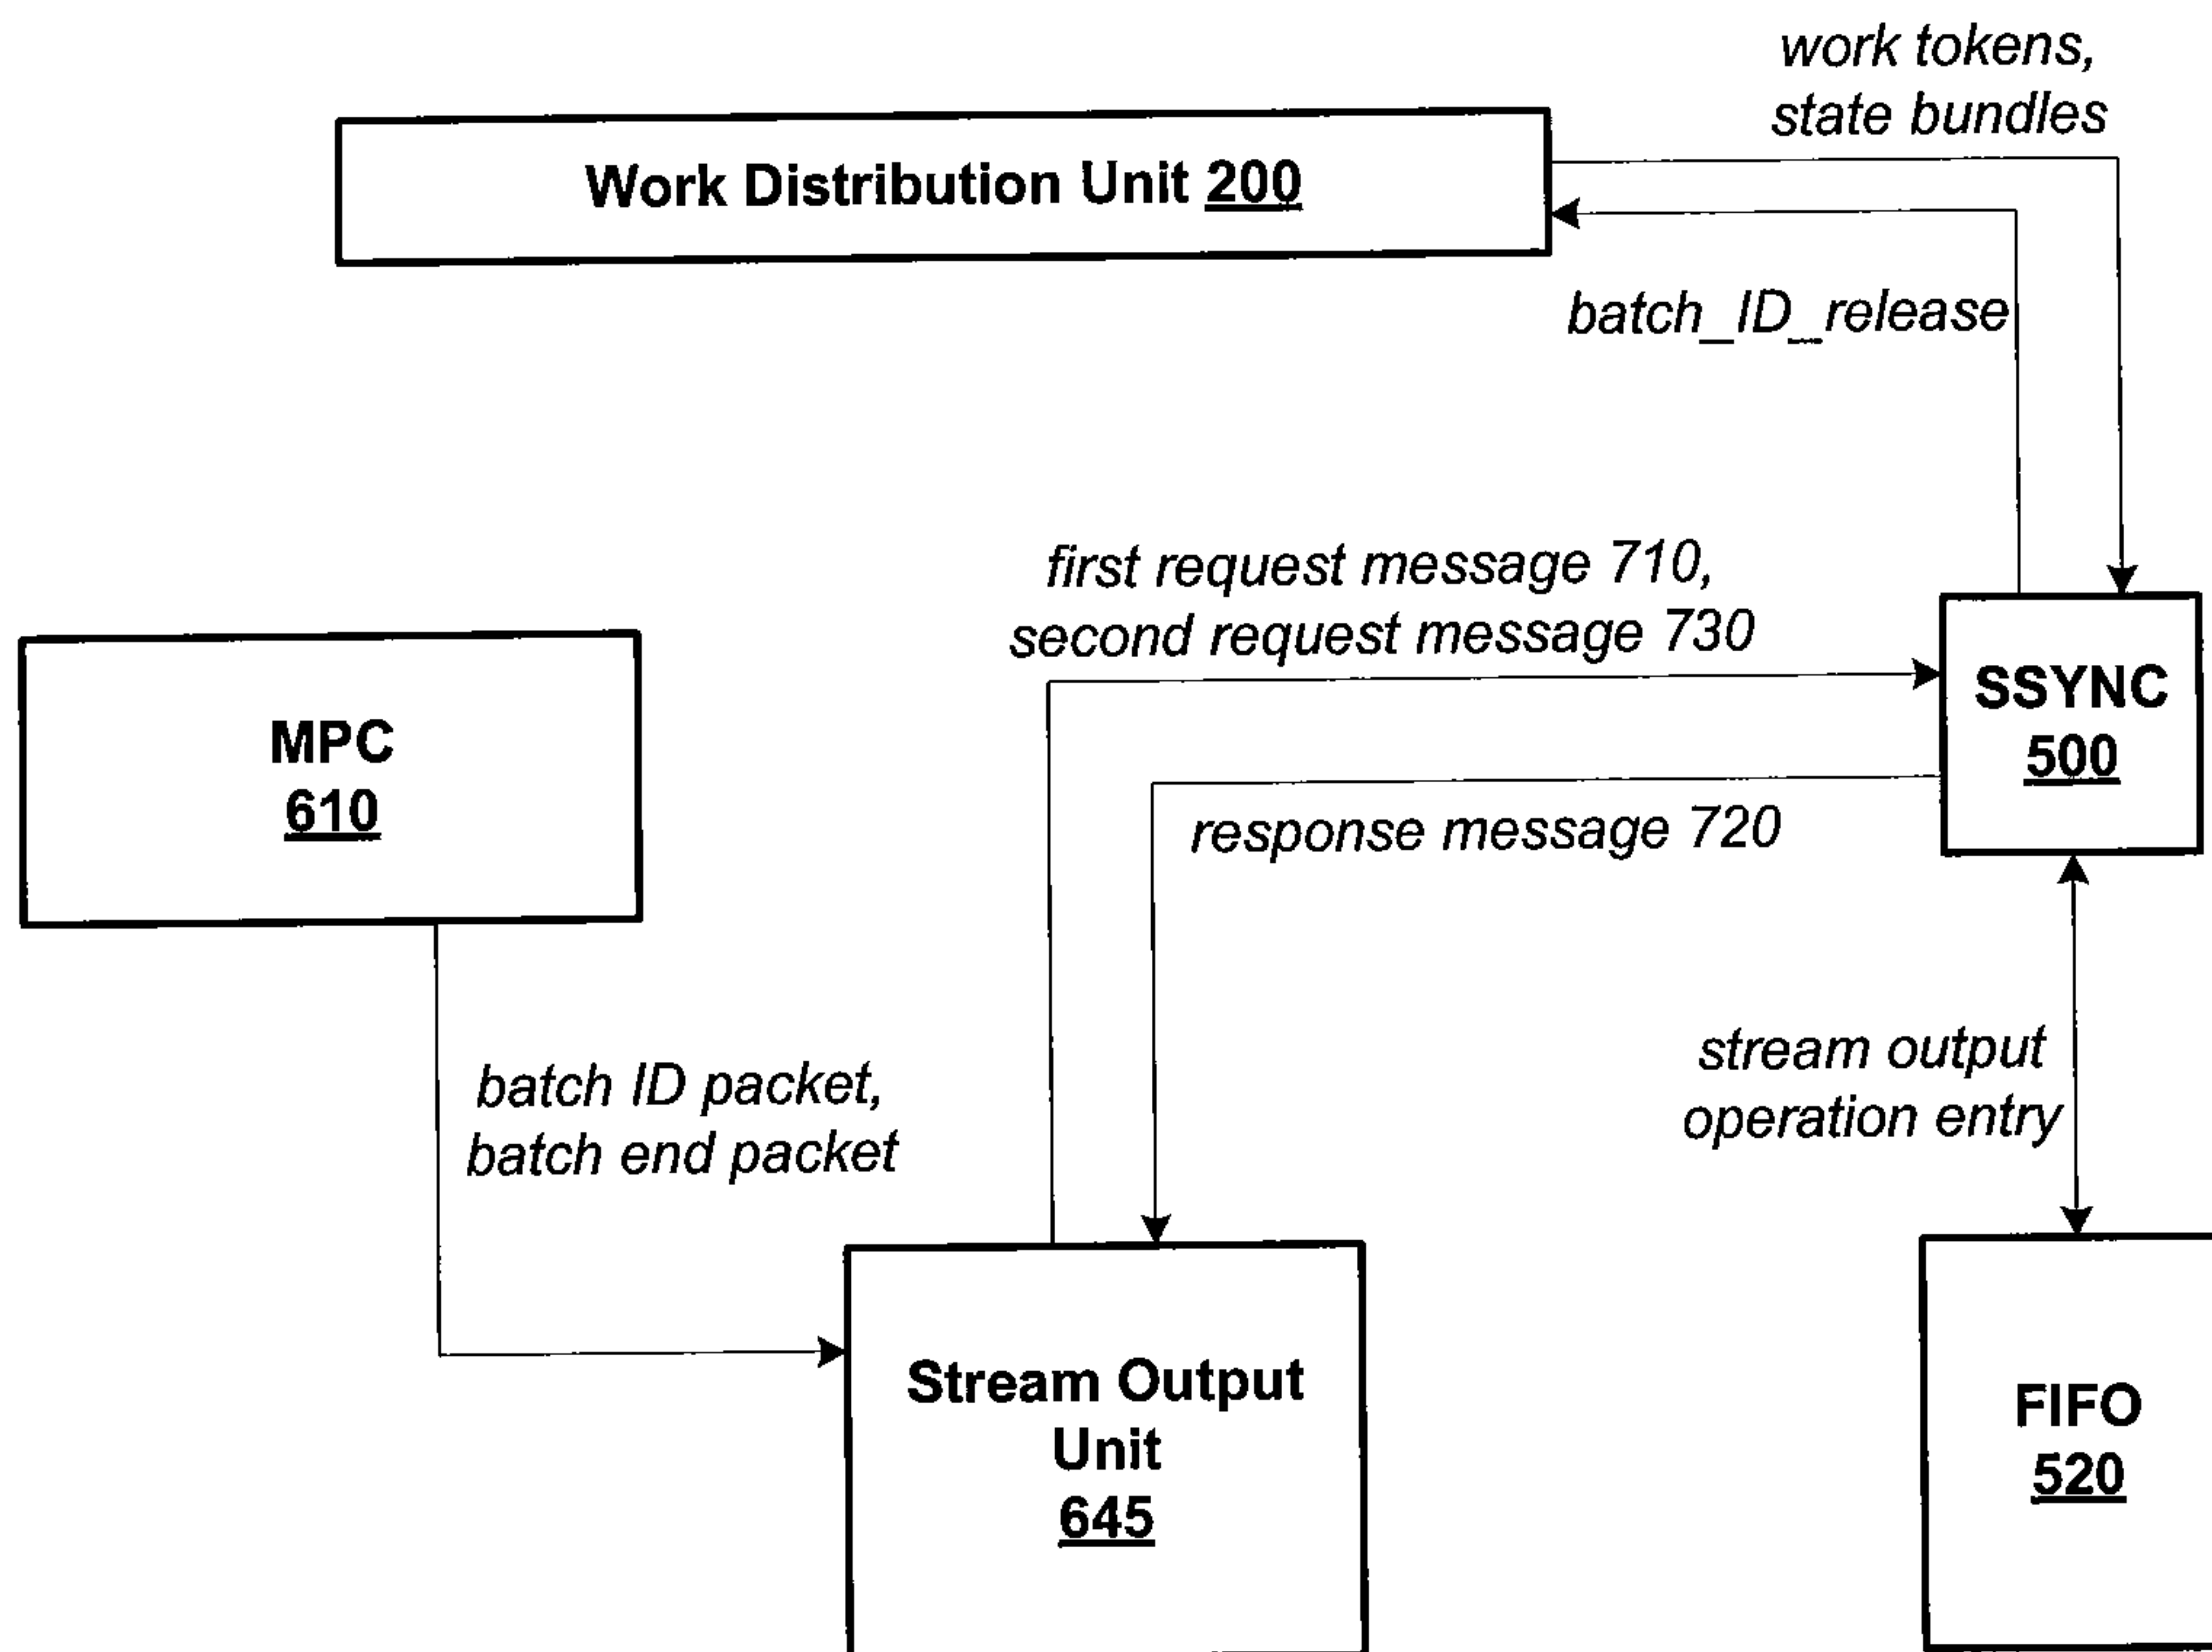 work tokens,
state bundles
Work Distribution Unit 200
batch_ID_release
first request message 710,
second request message 730
SSYNC
500
MPC
610
response message 720
stream output
operation entry
batch ID packet,
batch end packet
Stream Output
Unit
645
FIFO
520